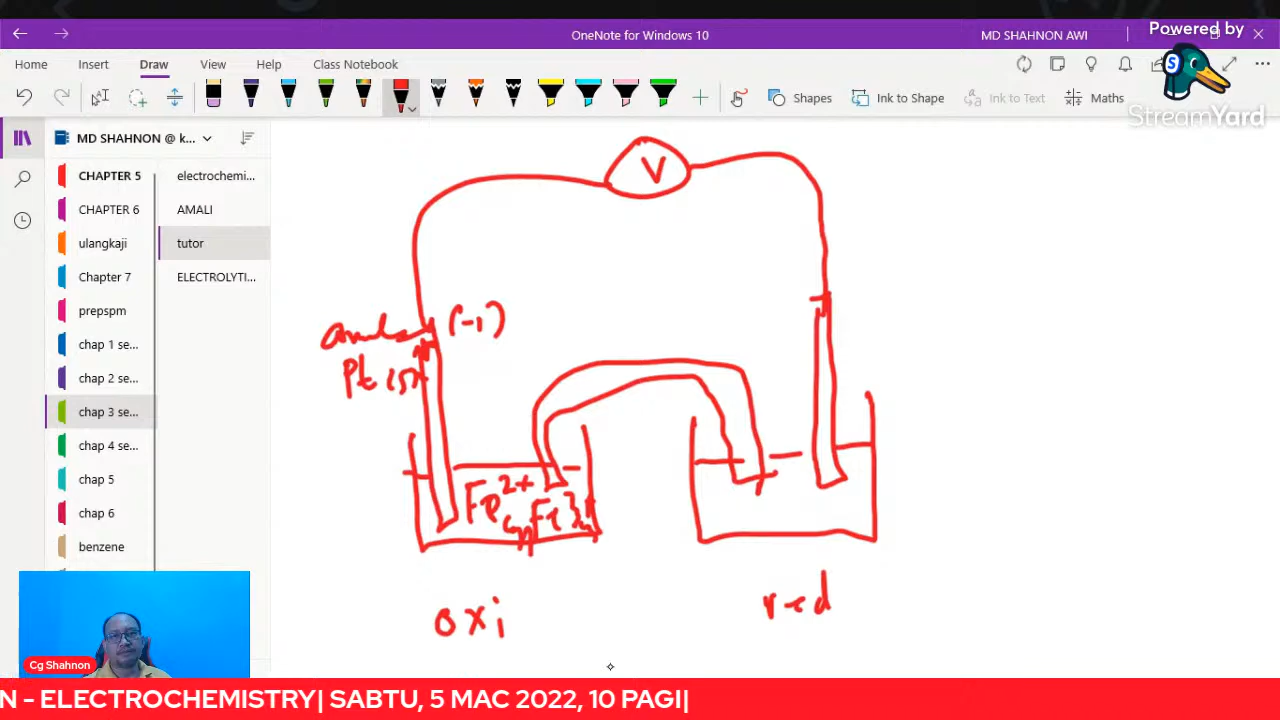 OneNote for Windows 10
MD SHAHNON AWI
Powered by
StreamYard
S
Home
Insert
Draw
View
Help
Class Notebook
Shapes
Ink to Shape
Ink to Text
Maths
MD SHAHNON @ k...
CHAPTER 5
CHAPTER 6
ulangkaji
Chapter 7
prepspm
chap 1 se...
chap 2 se...
chap 3 se...
chap 4 se...
chap 5
chap 6
benzene
electrochemi...
AMALI
tutor
ELECTROLYTI...
V
(-1)
Pt (s)
Fe2+ Fe3+
oxi
red
Cg Shahnon
N - ELECTROCHEMISTRY| SABTU, 5 MAC 2022, 10 PAGI|